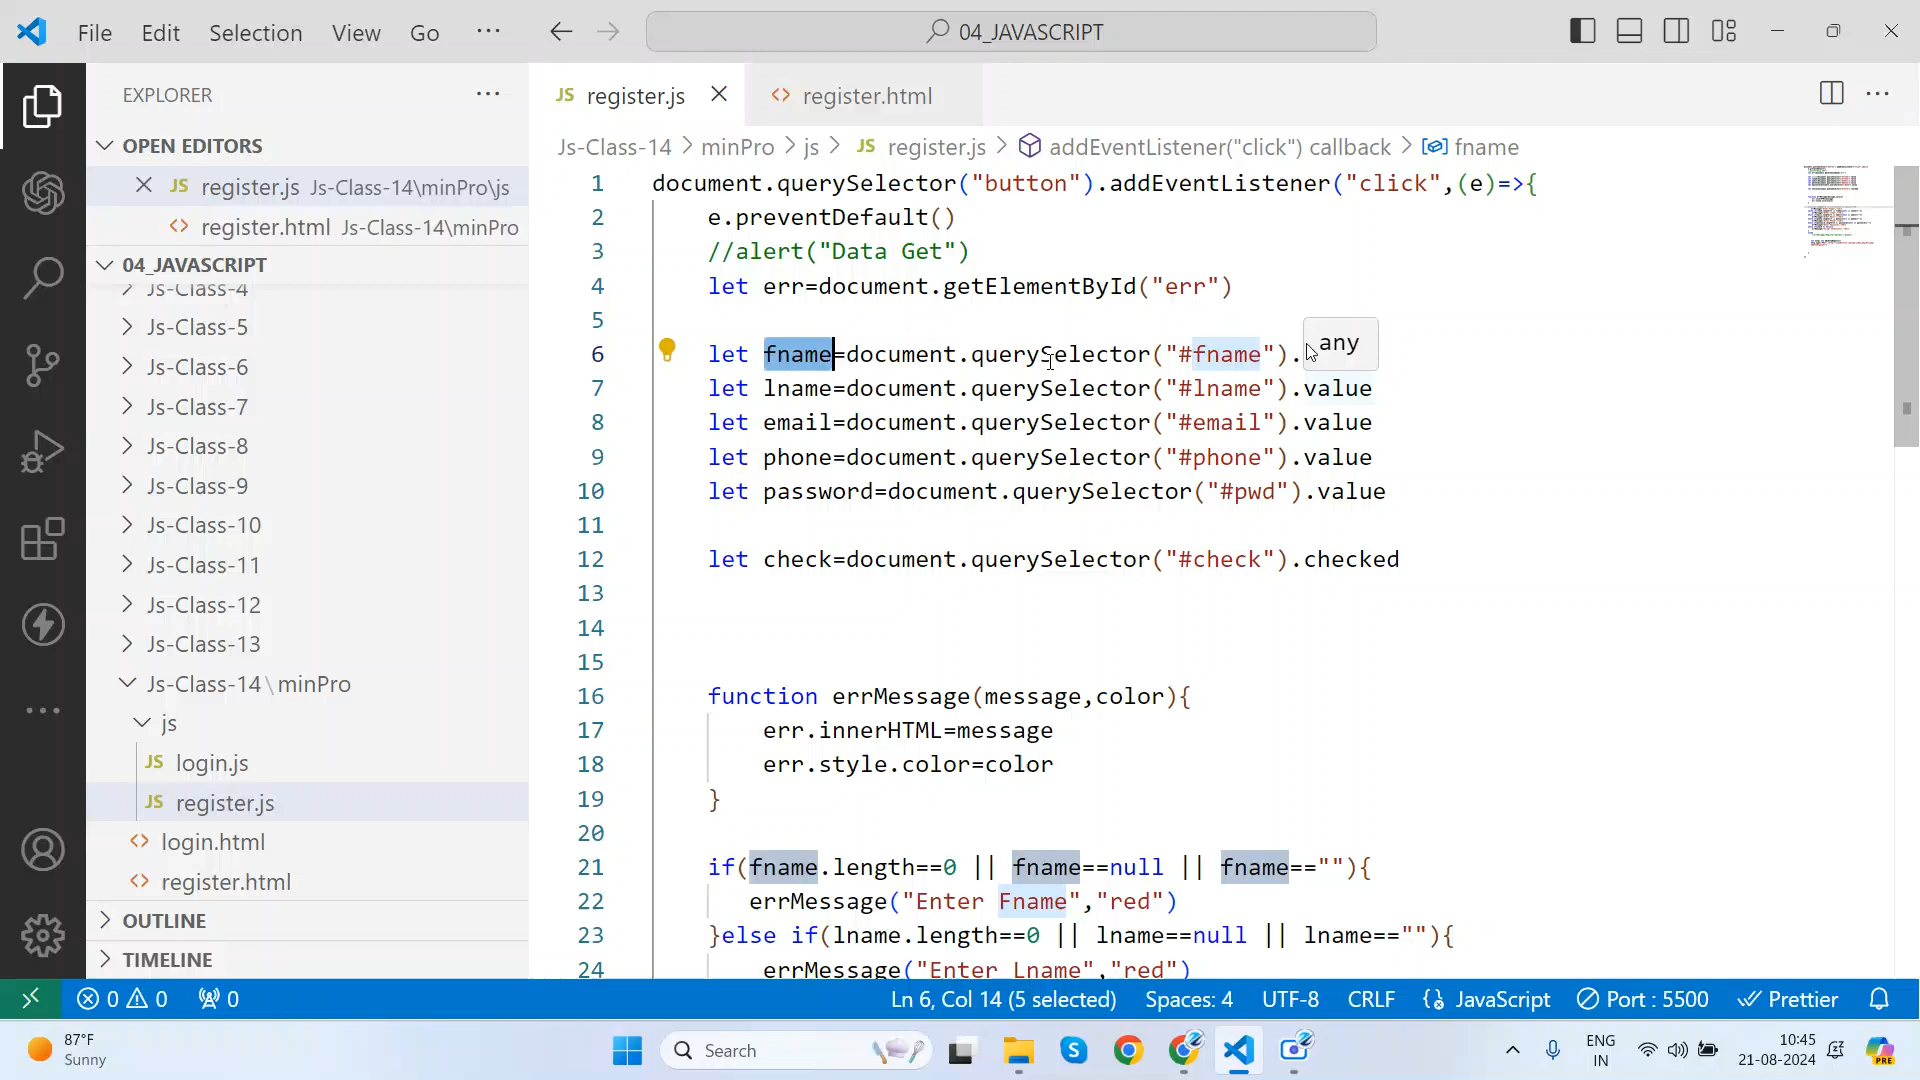 File Edit Selection View Go ··· 04_JAVASCRIPT
EXPLORER ···
OPEN EDITORS
JS register.js Js-Class-14\minPro\js
<> register.html Js-Class-14\minPro
04_JAVASCRIPT
Js-Class-4
Js-Class-5
Js-Class-6
Js-Class-7
Js-Class-8
Js-Class-9
Js-Class-10
Js-Class-11
Js-Class-12
Js-Class-13
Js-Class-14\minPro
js
JS login.js
JS register.js
<> login.html
<> register.html
OUTLINE
TIMELINE
JS register.js <> register.html
Js-Class-14 > minPro > js > JS register.js > addEventListener("click") callback > fname
1 document.querySelector("button").addEventListener("click",(e)=>{
2 e.preventDefault()
3 //alert("Data Get")
4 let err=document.getElementById("err")
5
6 let fname=document.querySelector("#fname").
any
7 let lname=document.querySelector("#lname").value
8 let email=document.querySelector("#email").value
9 let phone=document.querySelector("#phone").value
10 let password=document.querySelector("#pwd").value
11
12 let check=document.querySelector("#check").checked
13
14
15
16 function errMessage(message,color){
17 err.innerHTML=message
18 err.style.color=color
19 }
20
21 if(fname.length==0 || fname==null || fname==""){
22 errMessage("Enter Fname","red")
23 }else if(lname.length==0 || lname==null || lname==""){
24 errMessage("Enter Lname","red")
0 0 0 Ln 6, Col 14 (5 selected) Spaces: 4 UTF-8 CRLF JavaScript Port : 5500 Prettier
87°F
Sunny
Search
ENG
IN
10:45
21-08-2024
PRE